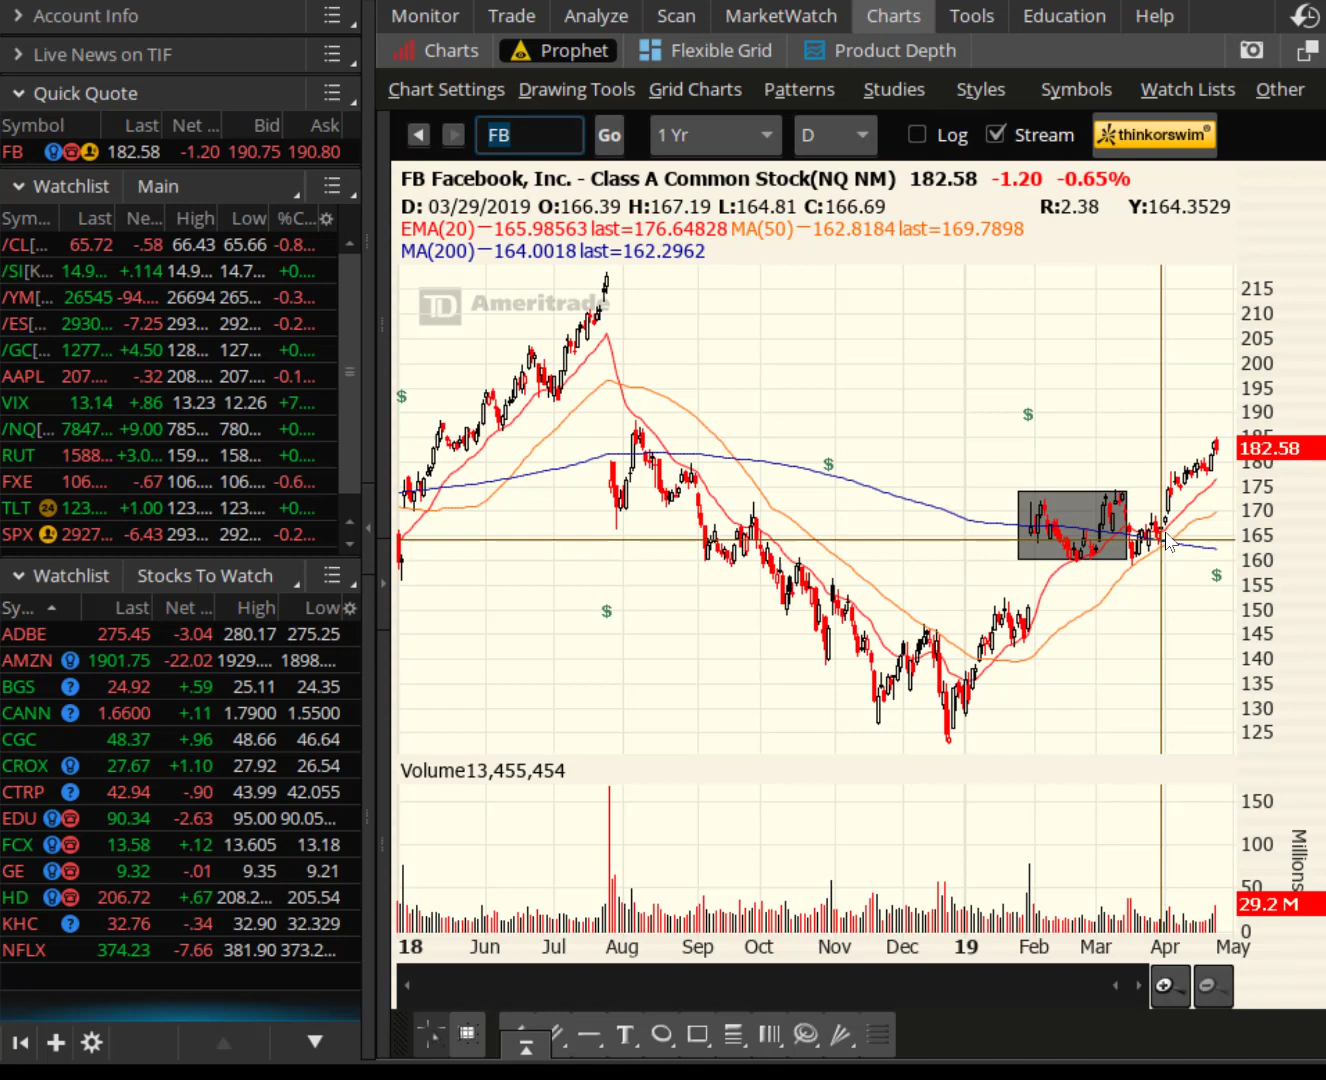 Account Info
Live News on TIF
Quick Quote
Symbol Last Net ... Bid Ask
FB 182.58 -1.20 190.75 190.80
Watchlist Main
Sym... Last Ne... High Low %C...
/CL[... 65.72 -.58 66.43 65.66 -0.8...
/SI[K... 14.9... +.114 14.9... 14.7... +0....
/YM[... 26545 -94.... 26694 265... -0.3...
/ES[... 2930... -7.25 293... 292... -0.2...
/GC[... 1277... +4.50 128... 127... +0....
AAPL 207.... -.32 208.... 207.... -0.1...
VIX 13.14 +.86 13.23 12.26 +7....
/NQ[... 7847... +9.00 785... 780... +0....
RUT 1588... +3.0... 159... 158... +0....
FXE 106.... -.67 106.... 106.... -0.6...
TLT 24 123.... +1.00 123.... 123.... +0....
SPX 2927... -6.43 293... 292... -0.2...
Watchlist Stocks To Watch
Sy... Last Net ... High Low
ADBE 275.45 -3.04 280.17 275.25
AMZN 1901.75 -22.02 1929.... 1898....
BGS ? 24.92 +.59 25.11 24.35
CANN ? 1.6600 +.11 1.7900 1.5500
CGC 48.37 +.96 48.66 46.64
CROX 27.67 +1.10 27.92 26.54
CTRP ? 42.94 -.90 43.99 42.055
EDU 90.34 -2.63 95.00 90.05...
FCX 13.58 +.12 13.605 13.18
GE 9.32 -.01 9.35 9.21
HD 206.72 +.67 208.2... 205.54
KHC ? 32.76 -.34 32.90 32.329
NFLX 374.23 -7.66 381.90 373.2...
Monitor Trade Analyze Scan MarketWatch Charts Tools Education Help
Charts Prophet Flexible Grid Product Depth
Chart Settings Drawing Tools Grid Charts Patterns Studies Styles Symbols Watch Lists Other
FB Go 1 Yr D Log Stream thinkorswim®
FB Facebook, Inc. - Class A Common Stock(NQ NM) 182.58 -1.20 -0.65%
D: 03/29/2019 O:166.39 H:167.19 L:164.81 C:166.69 R:2.38 Y:164.3529
EMA(20)—165.98563 last=176.64828 MA(50)—162.8184 last=169.7898
MA(200)—164.0018 last=162.2962
TD Ameritrade
215
210
205
200
195
190
185
182.58
180
175
170
165
160
155
150
145
140
135
130
125
$
$
$
$
$
Volume13,455,454
150
100
50
29.2 M
0
Millions
18 Jun Jul Aug Sep Oct Nov Dec 19 Feb Mar Apr May
T